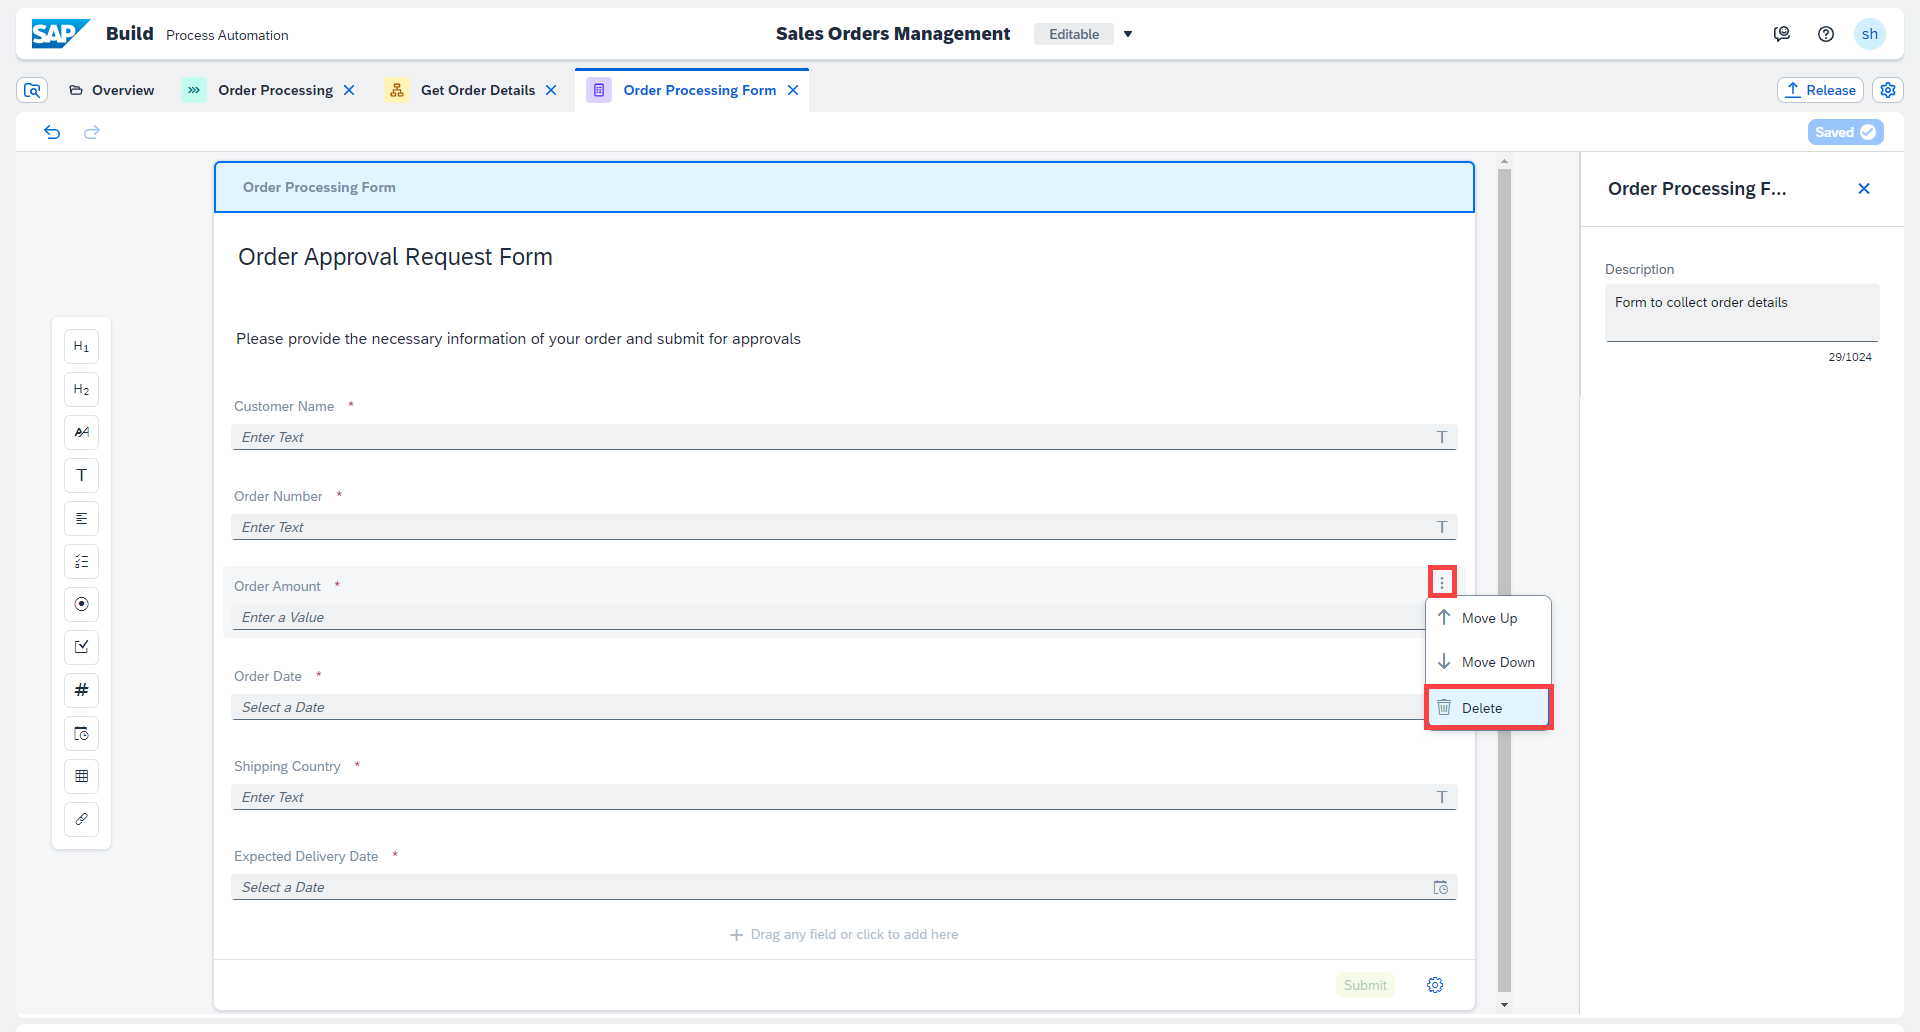 SAP Build Process Automation
Sales Orders Management
Editable
sh
Overview
Order Processing
Get Order Details
Order Processing Form
Release
Saved
Order Processing Form
Order Approval Request Form
Please provide the necessary information of your order and submit for approvals
Customer Name *
Enter Text
T
Order Number *
Enter Text
T
Order Amount *
Enter a Value
Order Date *
Select a Date
Shipping Country *
Enter Text
T
Expected Delivery Date *
Select a Date
Drag any field or click to add here
Submit
H1
H2
AA
T
#
Move Up
Move Down
Delete
Order Processing F...
Description
Form to collect order details
29/1024